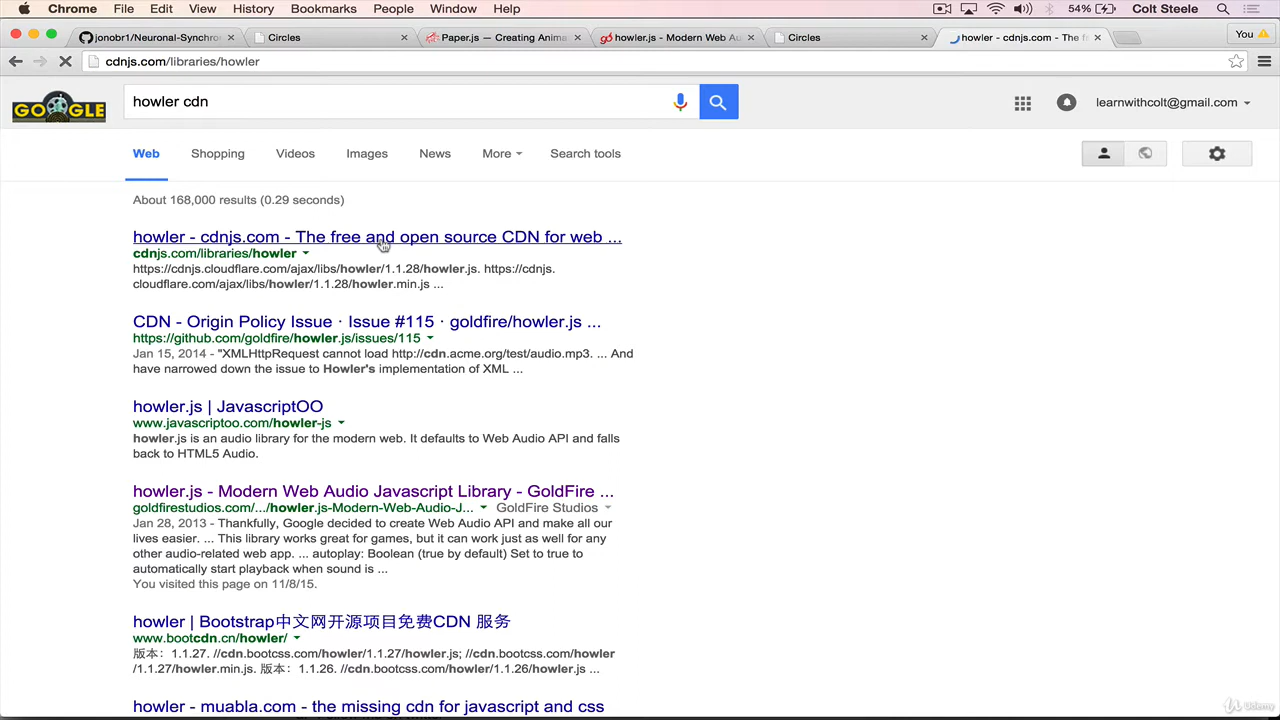 Chrome File Edit View History Bookmarks People Window Help 54% Colt Steele
jonobr1/Neuronal-Synchro Circles Paper.js — Creating Anima howler.js - Modern Web Au Circles howler - cdnjs.com - The f You
cdnjs.com/libraries/howler
GOOGLE howler cdn learnwithcolt@gmail.com
Web Shopping Videos Images News More Search tools
About 168,000 results (0.29 seconds)
howler - cdnjs.com - The free and open source CDN for web ...
cdnjs.com/libraries/howler
https://cdnjs.cloudflare.com/ajax/libs/howler/1.1.28/howler.js. https://cdnjs.
cloudflare.com/ajax/libs/howler/1.1.28/howler.min.js ...
CDN - Origin Policy Issue · Issue #115 · goldfire/howler.js ...
https://github.com/goldfire/howler.js/issues/115
Jan 15, 2014 - "XMLHttpRequest cannot load http://cdn.acme.org/test/audio.mp3. ... And
have narrowed down the issue to Howler's implementation of XML ...
howler.js | JavascriptOO
www.javascriptoo.com/howler-js
howler.js is an audio library for the modern web. It defaults to Web Audio API and falls
back to HTML5 Audio.
howler.js - Modern Web Audio Javascript Library - GoldFire ...
goldfirestudios.com/.../howler.js-Modern-Web-Audio-J... GoldFire Studios
Jan 28, 2013 - Thankfully, Google decided to create Web Audio API and make all our
lives easier. ... This library works great for games, but it can work just as well for any
other audio-related web app. ... autoplay: Boolean (true by default) Set to true to
automatically start playback when sound is ...
You visited this page on 11/8/15.
howler | Bootstrap中文网开源项目免费CDN 服务
www.bootcdn.cn/howler/
版本：1.1.27. //cdn.bootcss.com/howler/1.1.27/howler.js; //cdn.bootcss.com/howler
/1.1.27/howler.min.js. 版本：1.1.26. //cdn.bootcss.com/howler/1.1.26/howler.js ...
howler - muabla.com - the missing cdn for javascript and css
Udemy